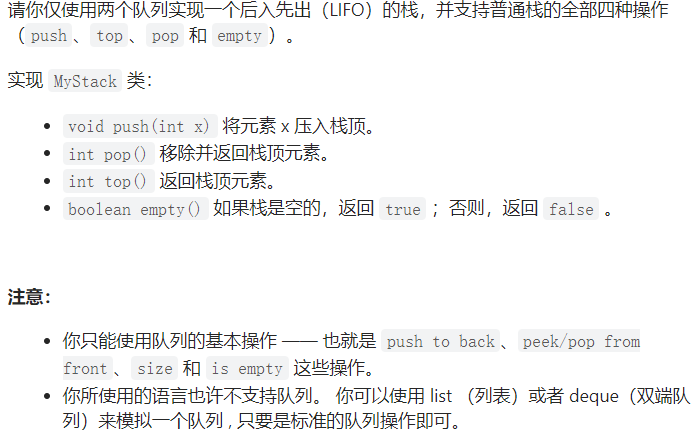 请你仅使用两个队列实现一个后入先出（LIFO）的栈，并支持普通栈的全部四种操作
（push、top、pop 和 empty）。
实现 MyStack 类：
• void push(int x) 将元素 x 压入栈顶。
• int pop() 移除并返回栈顶元素。
• int top() 返回栈顶元素。
• boolean empty() 如果栈是空的，返回 true ；否则，返回 false 。
注意：
• 你只能使用队列的基本操作 —— 也就是 push to back、peek/pop from
front、size 和 is empty 这些操作。
• 你所使用的语言也许不支持队列。 你可以使用 list （列表）或者 deque（双端队
列）来模拟一个队列 , 只要是标准的队列操作即可。